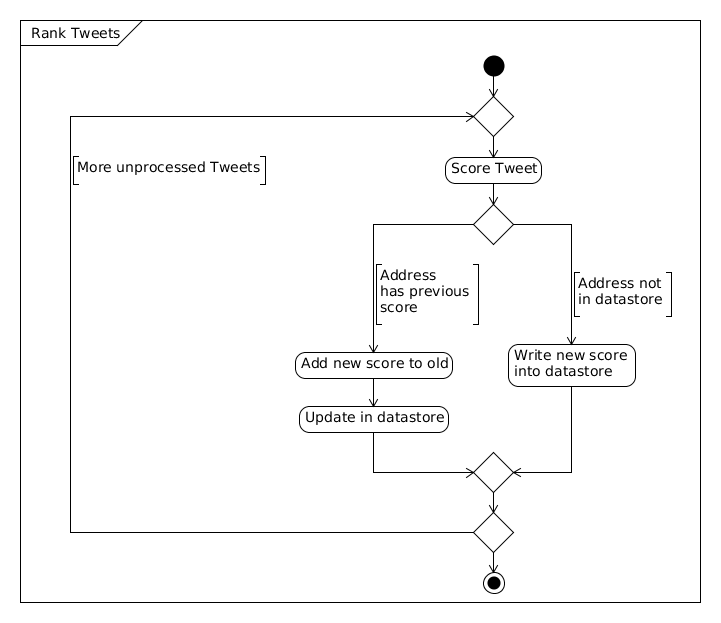 Rank Tweets
More unprocessed Tweets
Score Tweet
Address
has previous
score
Address not
in datastore
Add new score to old
Write new score
into datastore
Update in datastore